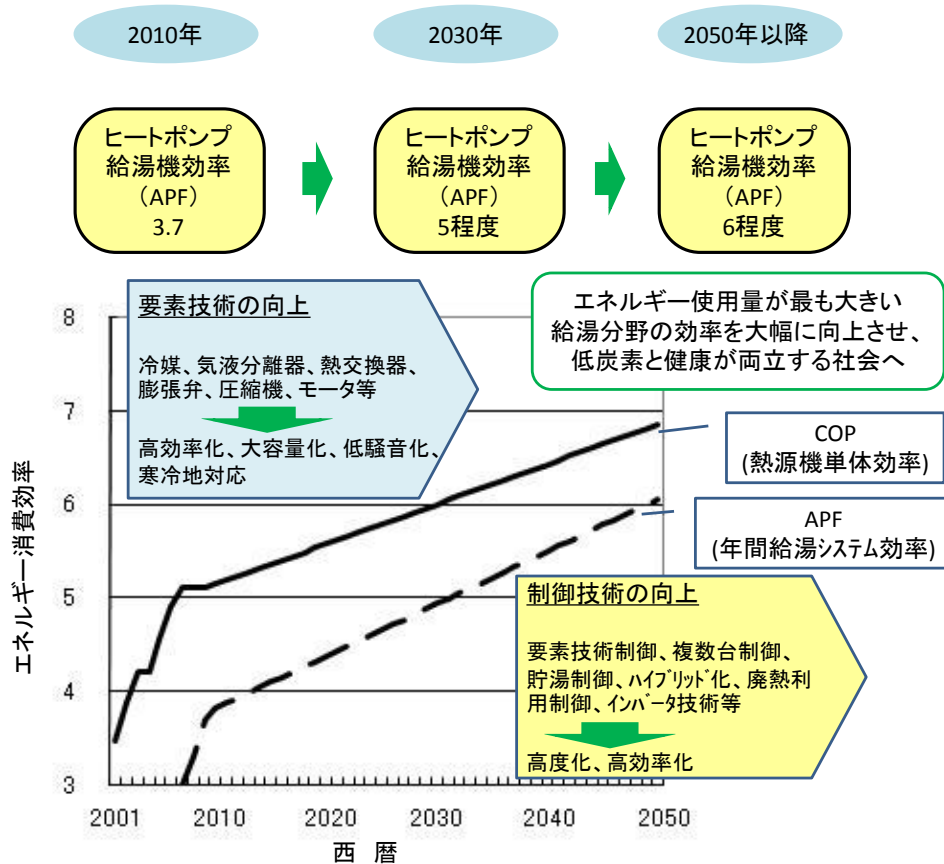 2010年
2030年
2050年以降
ヒートポンプ
給湯機効率
（APF）
3.7
ヒートポンプ
給湯機効率
（APF）
5程度
ヒートポンプ
給湯機効率
（APF）
6程度
要素技術の向上
冷媒、気液分離器、熱交換器、
膨張弁、圧縮機、モータ等
高効率化、大容量化、低騒音化、
寒冷地対応
エネルギー使用量が最も大きい
給湯分野の効率を大幅に向上させ、
低炭素と健康が両立する社会へ
COP
(熱源機単体効率)
APF
(年間給湯ｼｽﾃﾑ効率)
制御技術の向上
要素技術制御、複数台制御、
貯湯制御、ﾊｲﾌﾞﾘｯﾄﾞ化、廃熱利
用制御、ｲﾝﾊﾞｰﾀ技術等
高度化、高効率化
エネルギー消費効率
8
7
6
5
4
3
2001
2010
2020
2030
2040
2050
西 暦